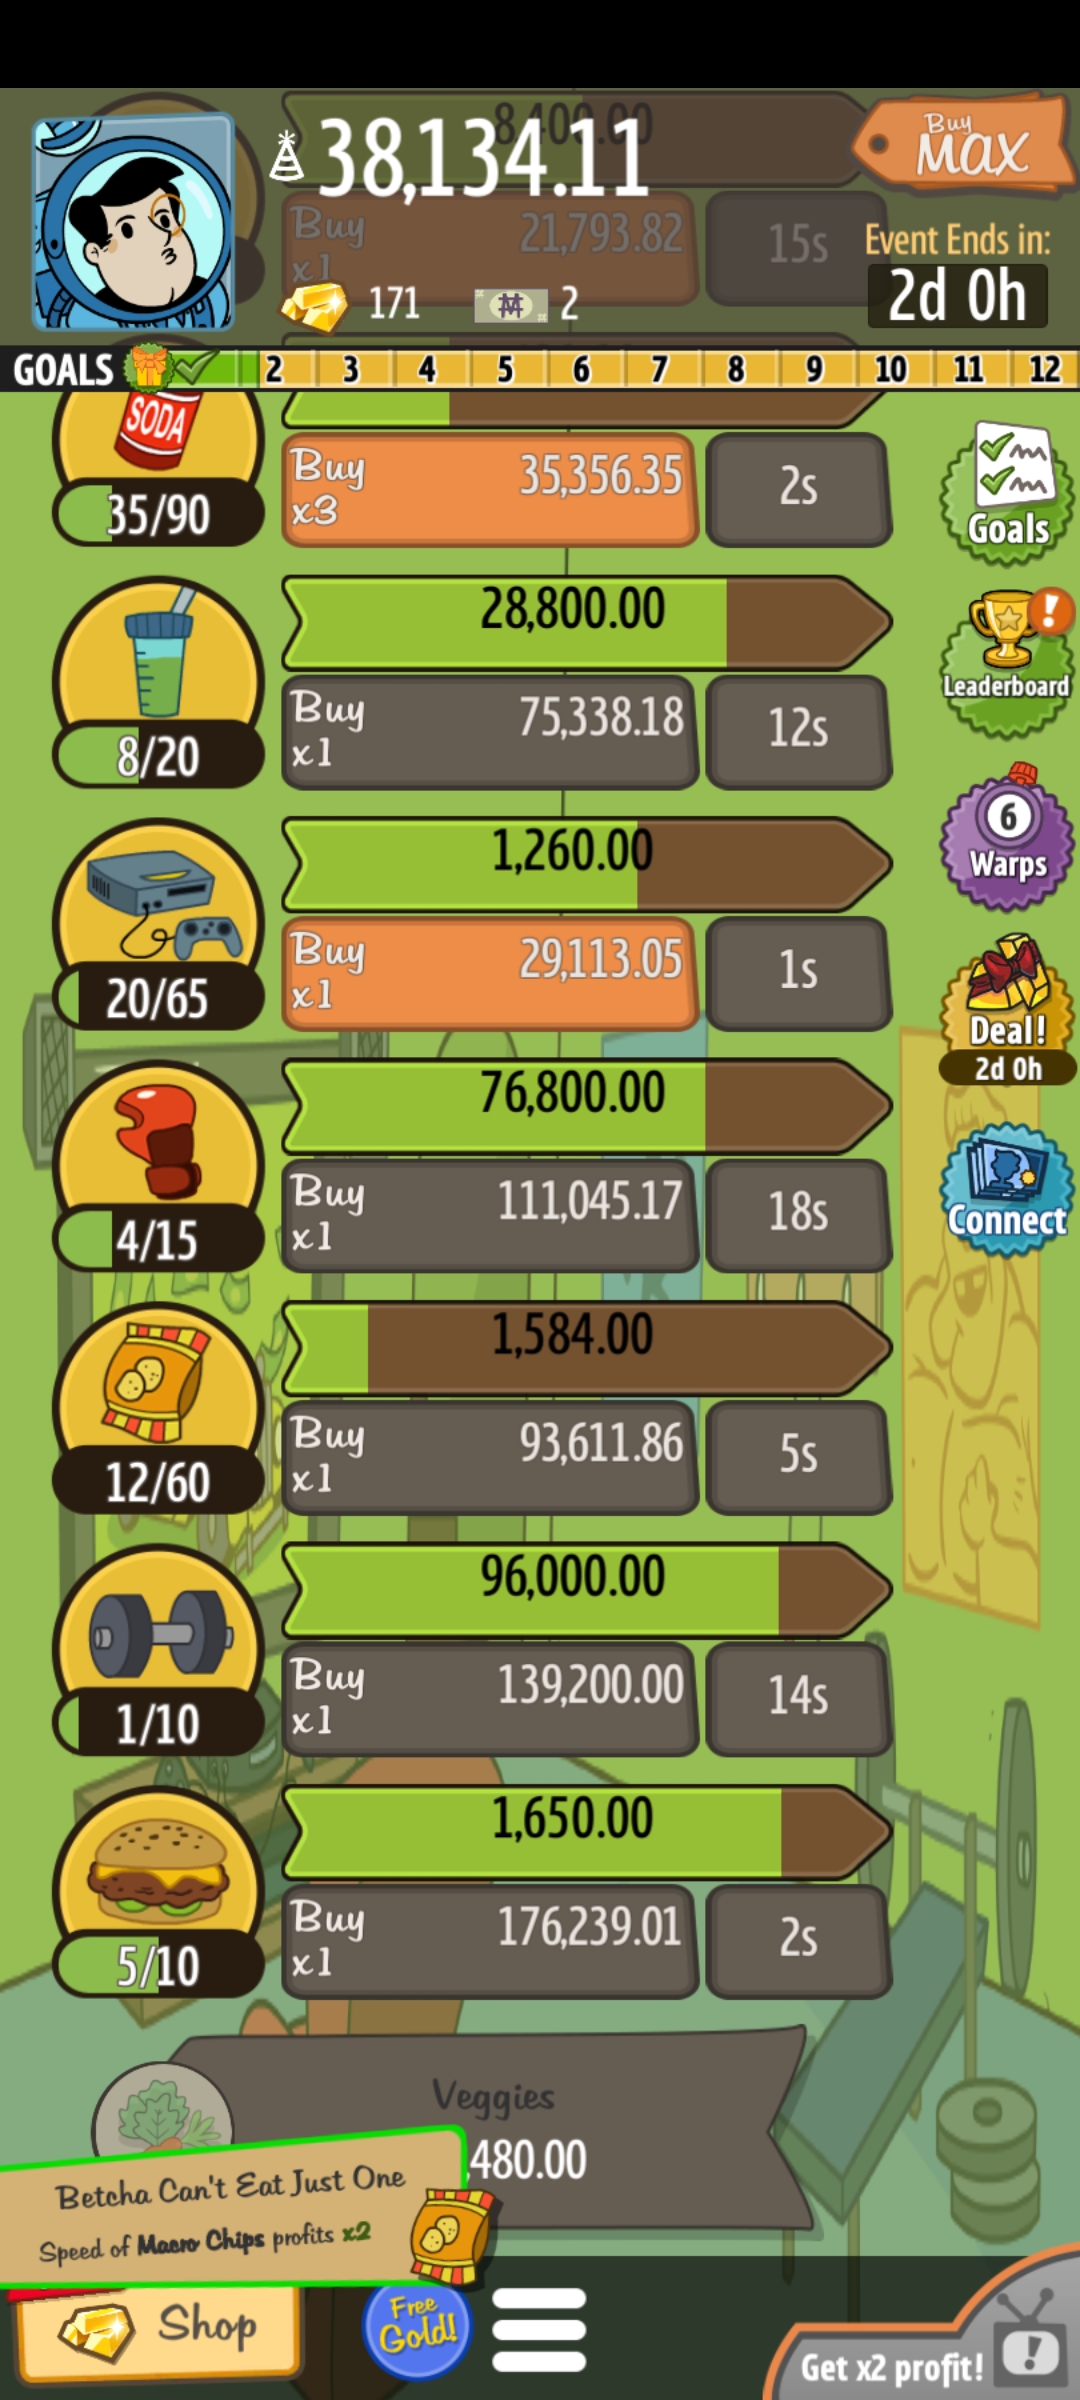 8,400.00
38,134.11
Buy
MAX
Buy
x1
21,793.82
15s
Event Ends in:
2d 0h
171
2
GOALS
2 3 4 5 6 7 8 9 10 11 12
SODA
Buy
x3
35,356.35
2s
35/90
Goals
28,800.00
Buy
x1
75,338.18
12s
8/20
Leaderboard
1,260.00
Buy
x1
29,113.05
1s
20/65
6
Warps
Deal!
2d 0h
76,800.00
Buy
x1
111,045.17
18s
4/15
Connect
1,584.00
Buy
x1
93,611.86
5s
12/60
96,000.00
Buy
x1
139,200.00
14s
1/10
1,650.00
Buy
x1
176,239.01
2s
5/10
Veggies
,480.00
Betcha Can't Eat Just One
Speed of Macro Chips profits x2
Shop
Free
Gold!
Get x2 profit!